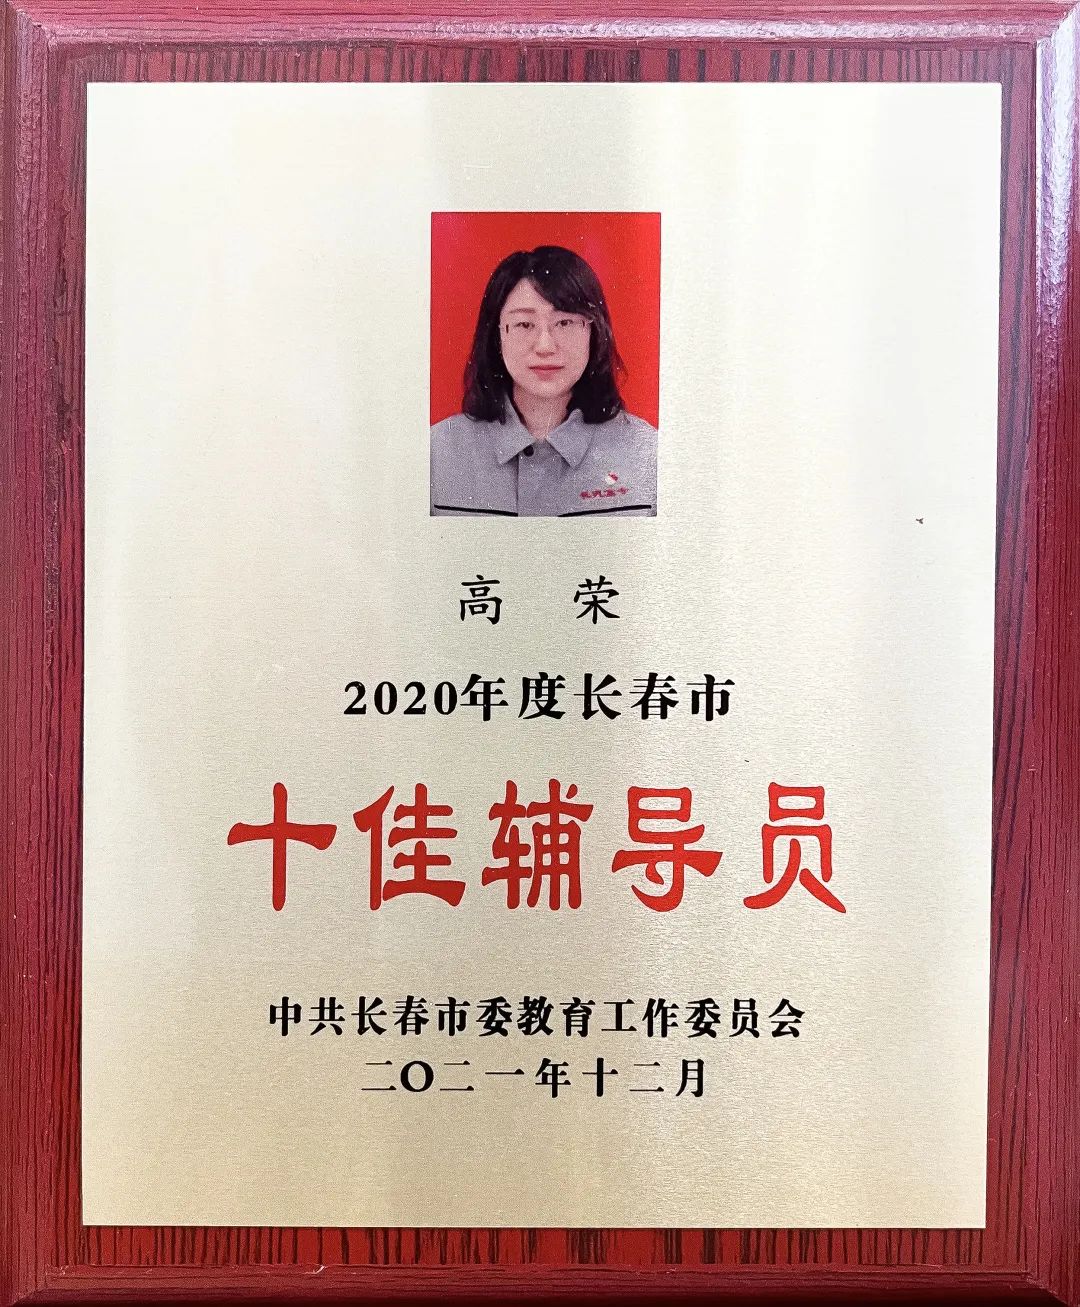 高 荣
2020年度长春市
十佳辅导员
中共长春市委教育工作委员会
二〇二一年十二月